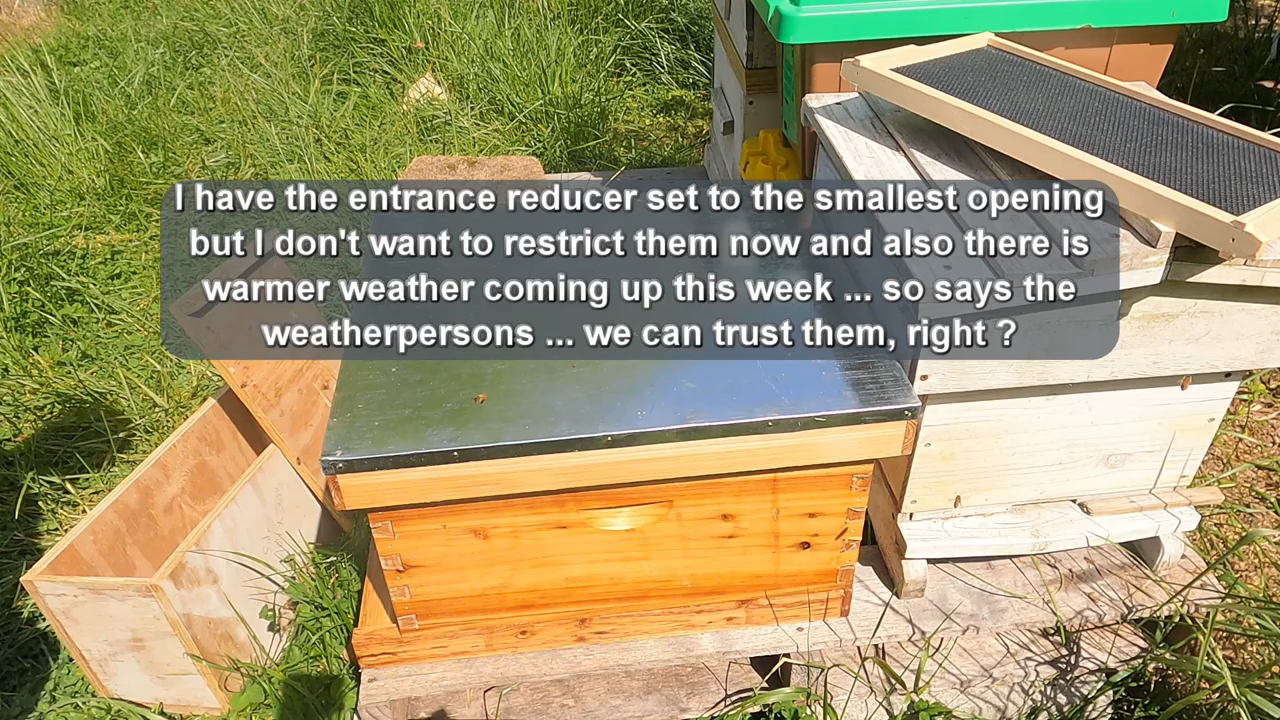 I have the entrance reducer set to the smallest opening
but I don't want to restrict them now and also there is
warmer weather coming up this week ... so says the
weatherpersons ... we can trust them, right ?